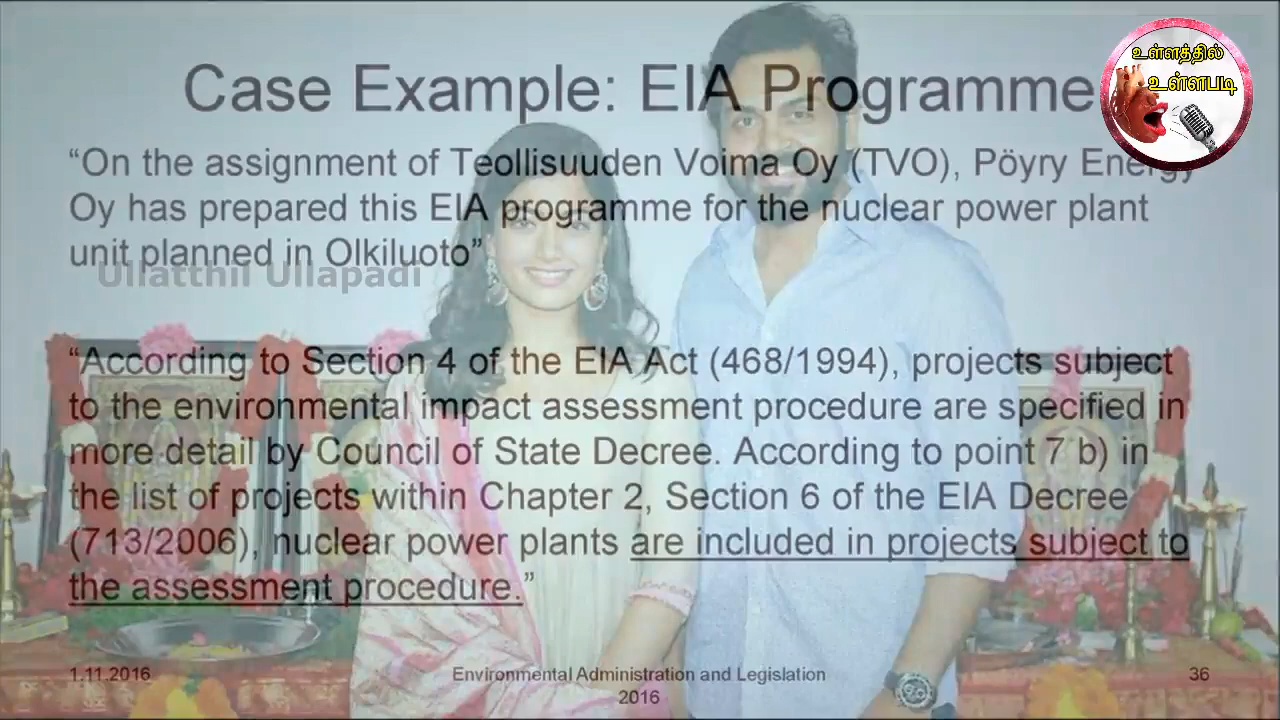 Case Example: EIA Programme
உள்ளத்தில்
உள்ளபடி
“On the assignment of Teollisuuden Voima Oy (TVO), Pöyry Energy
Oy has prepared this EIA programme for the nuclear power plant
unit planned in Olkiluoto”
Ullatthil Ullapadi
“According to Section 4 of the EIA Act (468/1994), projects subject
to the environmental impact assessment procedure are specified in
more detail by Council of State Decree. According to point 7 b) in
the list of projects within Chapter 2, Section 6 of the EIA Decree
(713/2006), nuclear power plants are included in projects subject to
the assessment procedure.”
1.11.2016
Environmental Administration and Legislation
2016
36